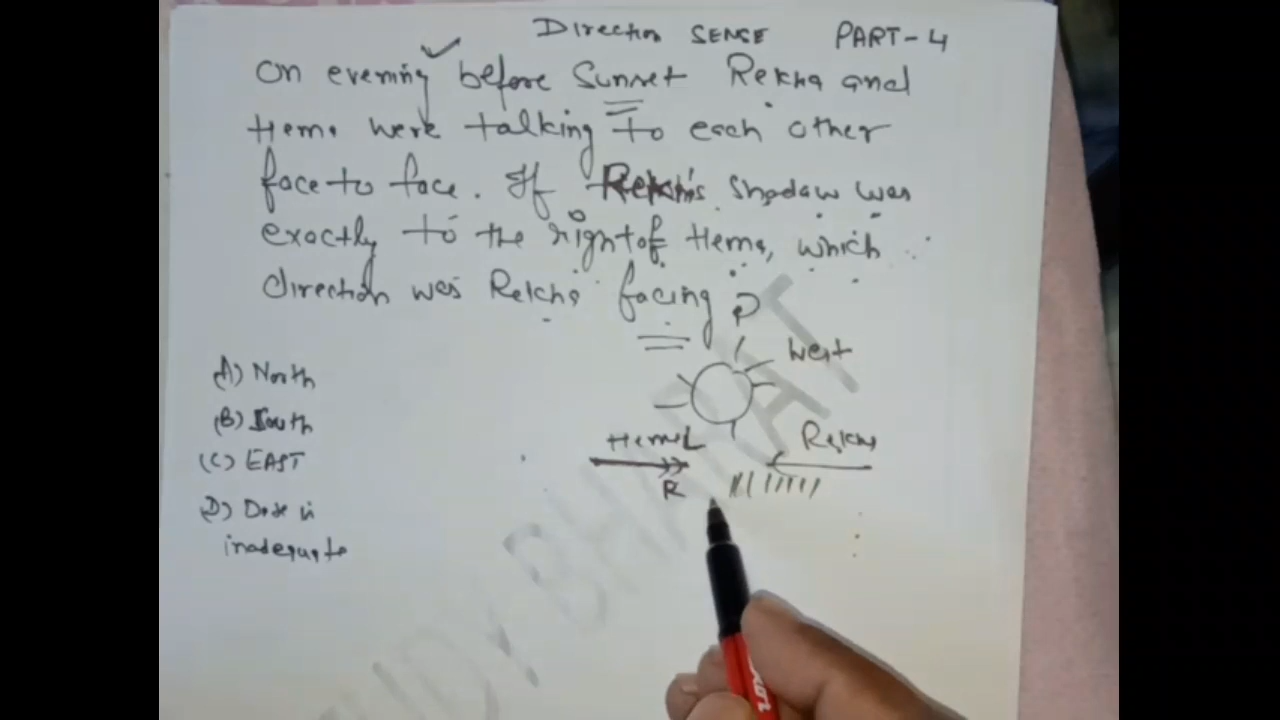 Direction SENSE PART-4
On evening before Sunset Rekha and
Hema were talking to each other
face to face. If Rekha's shadow was
exactly to the right of Hema, which
direction was Rekha facing ?
West
(A) North
(B) South
(C) EAST
(D) Data is
inadequate
Hema L
Rekha
R
STUDY BHARAT